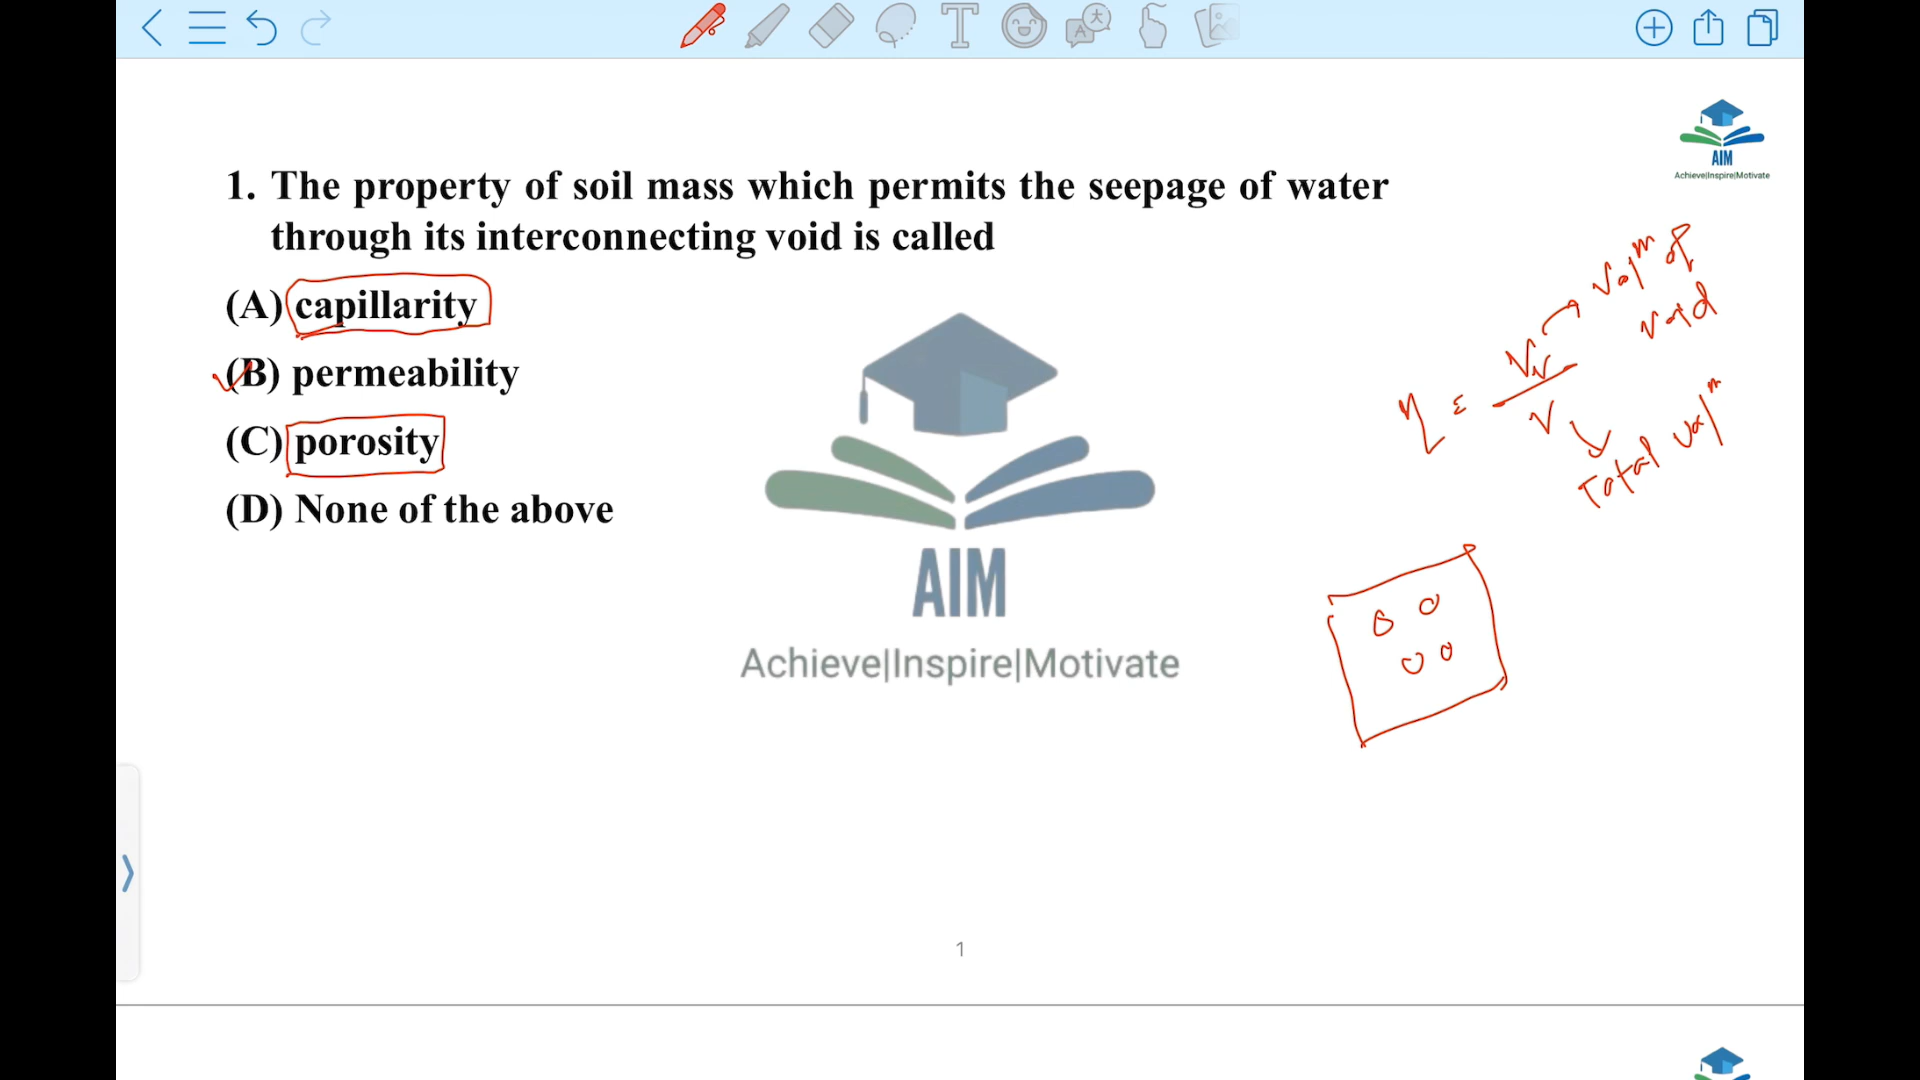 AIM
Achieve|Inspire|Motivate
1. The property of soil mass which permits the seepage of water
through its interconnecting void is called
(A) capillarity
(B) permeability
(C) porosity
(D) None of the above
Volm of
void
η = Vv
V
Total Volm
AIM
Achieve|Inspire|Motivate
1